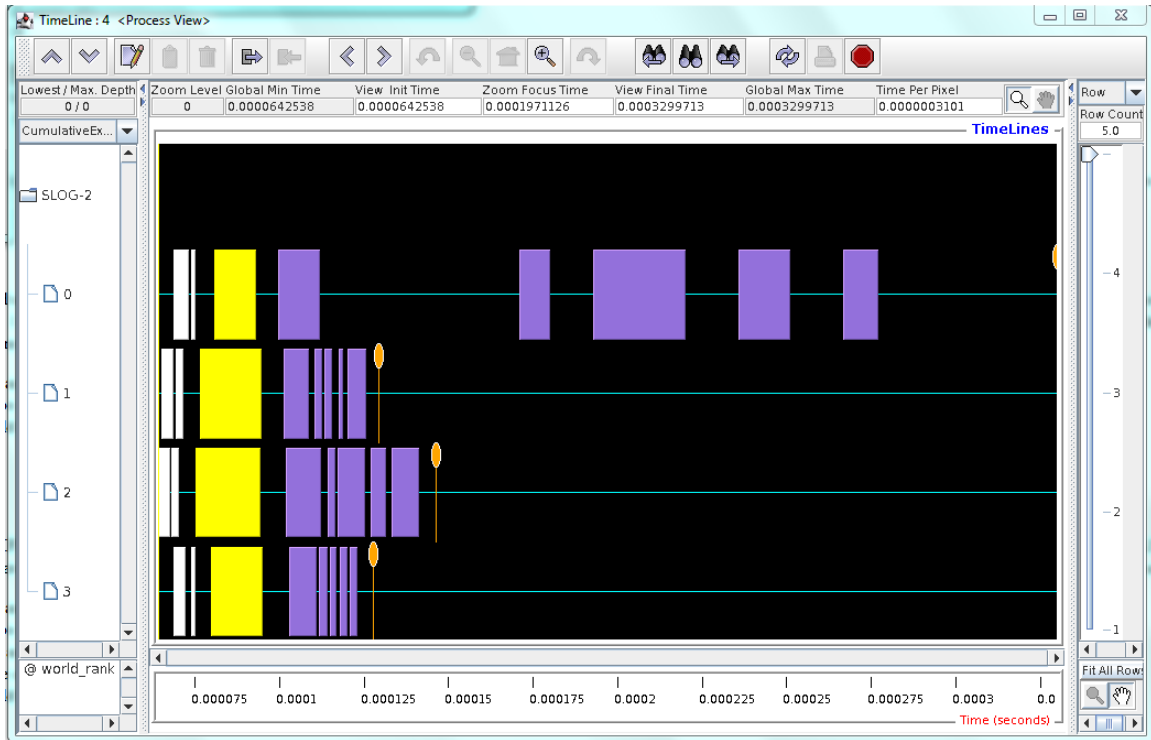 TimeLine : 4 <Process View>
Lowest / Max. Depth Zoom Level Global Min Time View Init Time Zoom Focus Time View Final Time Global Max Time Time Per Pixel Row
0 / 0 0 0.0000642538 0.0000642538 0.0001971126 0.0003299713 0.0003299713 0.0000003101 Row Count
CumulativeEx... 5.0
TimeLines
SLOG-2
0
1
2
3
4
3
2
1
@ world_rank
Fit All Rows
0.000075 0.0001 0.000125 0.00015 0.000175 0.0002 0.000225 0.00025 0.000275 0.0003 0.0
Time (seconds)